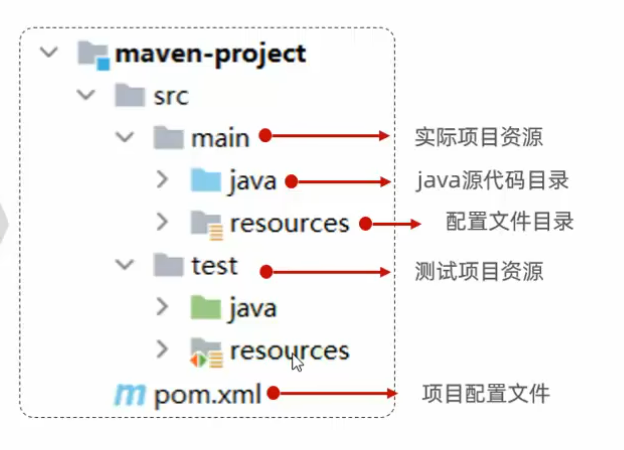 maven-project
src
main 实际项目资源
java java源代码目录
resources 配置文件目录
test 测试项目资源
java
resources
m pom.xml 项目配置文件